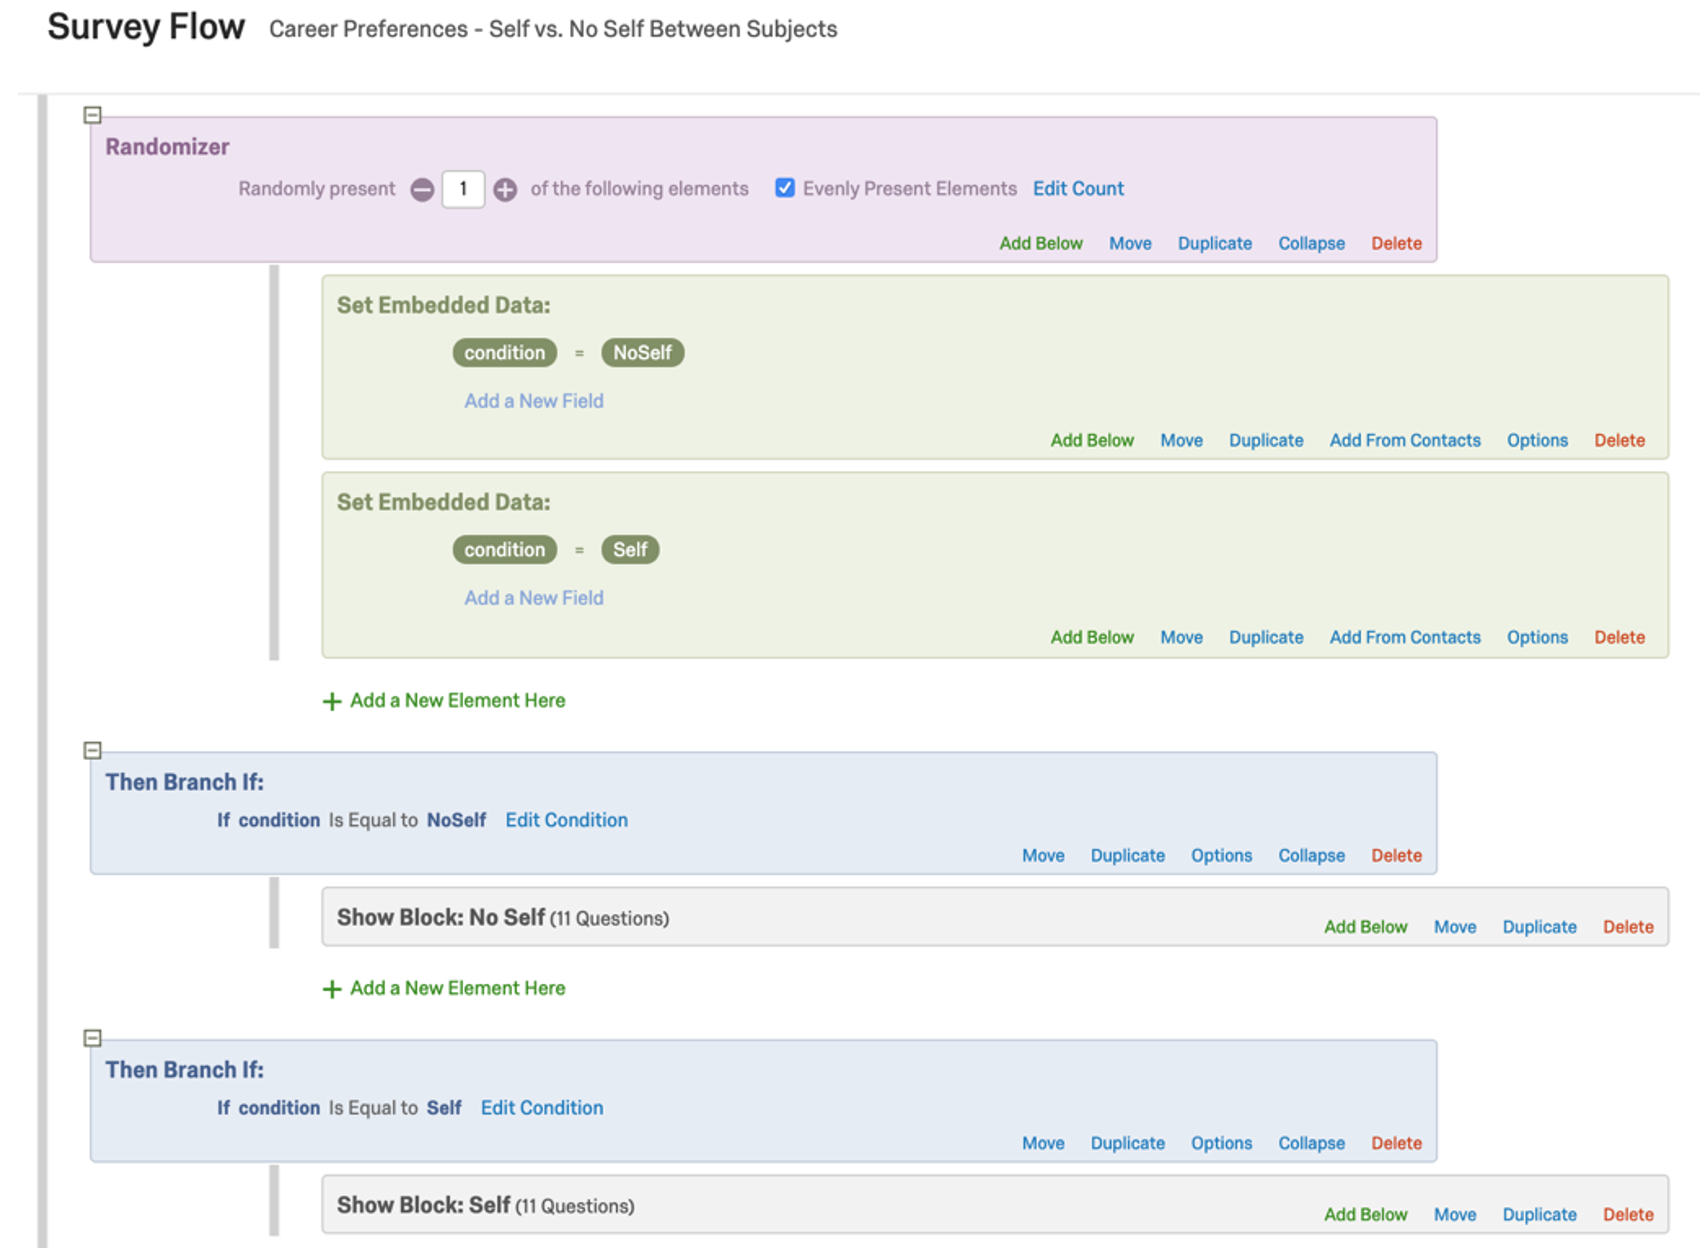 Survey Flow Career Preferences - Self vs. No Self Between Subjects
Randomizer
Randomly present 1 of the following elements Evenly Present Elements Edit Count
Add Below Move Duplicate Collapse Delete
Set Embedded Data:
condition = NoSelf
Add a New Field
Add Below Move Duplicate Add From Contacts Options Delete
Set Embedded Data:
condition = Self
Add a New Field
Add Below Move Duplicate Add From Contacts Options Delete
+ Add a New Element Here
Then Branch If:
If condition Is Equal to NoSelf Edit Condition
Move Duplicate Options Collapse Delete
Show Block: No Self (11 Questions)
Add Below Move Duplicate Delete
+ Add a New Element Here
Then Branch If:
If condition Is Equal to Self Edit Condition
Move Duplicate Options Collapse Delete
Show Block: Self (11 Questions)
Add Below Move Duplicate Delete